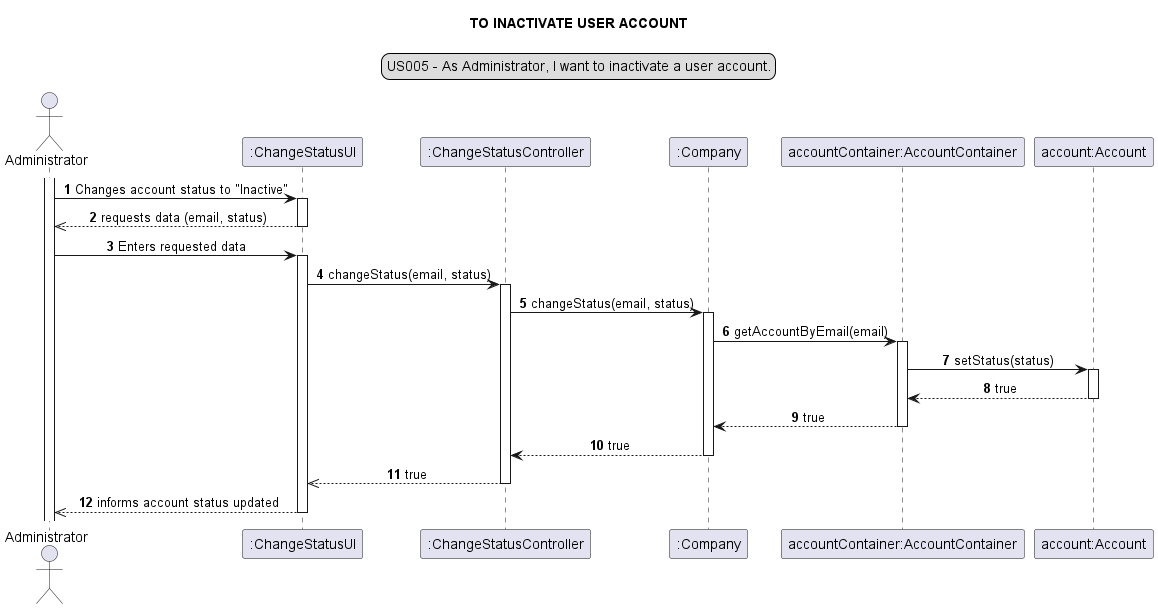 TO INACTIVATE USER ACCOUNT
US005 - As Administrator, I want to inactivate a user account.
Administrator
:ChangeStatusUI
:ChangeStatusController
:Company
accountContainer:AccountContainer
account:Account
1 Changes account status to "Inactive"
2 requests data (email, status)
3 Enters requested data
4 changeStatus(email, status)
5 changeStatus(email, status)
6 getAccountByEmail(email)
7 setStatus(status)
8 true
9 true
10 true
11 true
12 informs account status updated
Administrator
:ChangeStatusUI
:ChangeStatusController
:Company
accountContainer:AccountContainer
account:Account